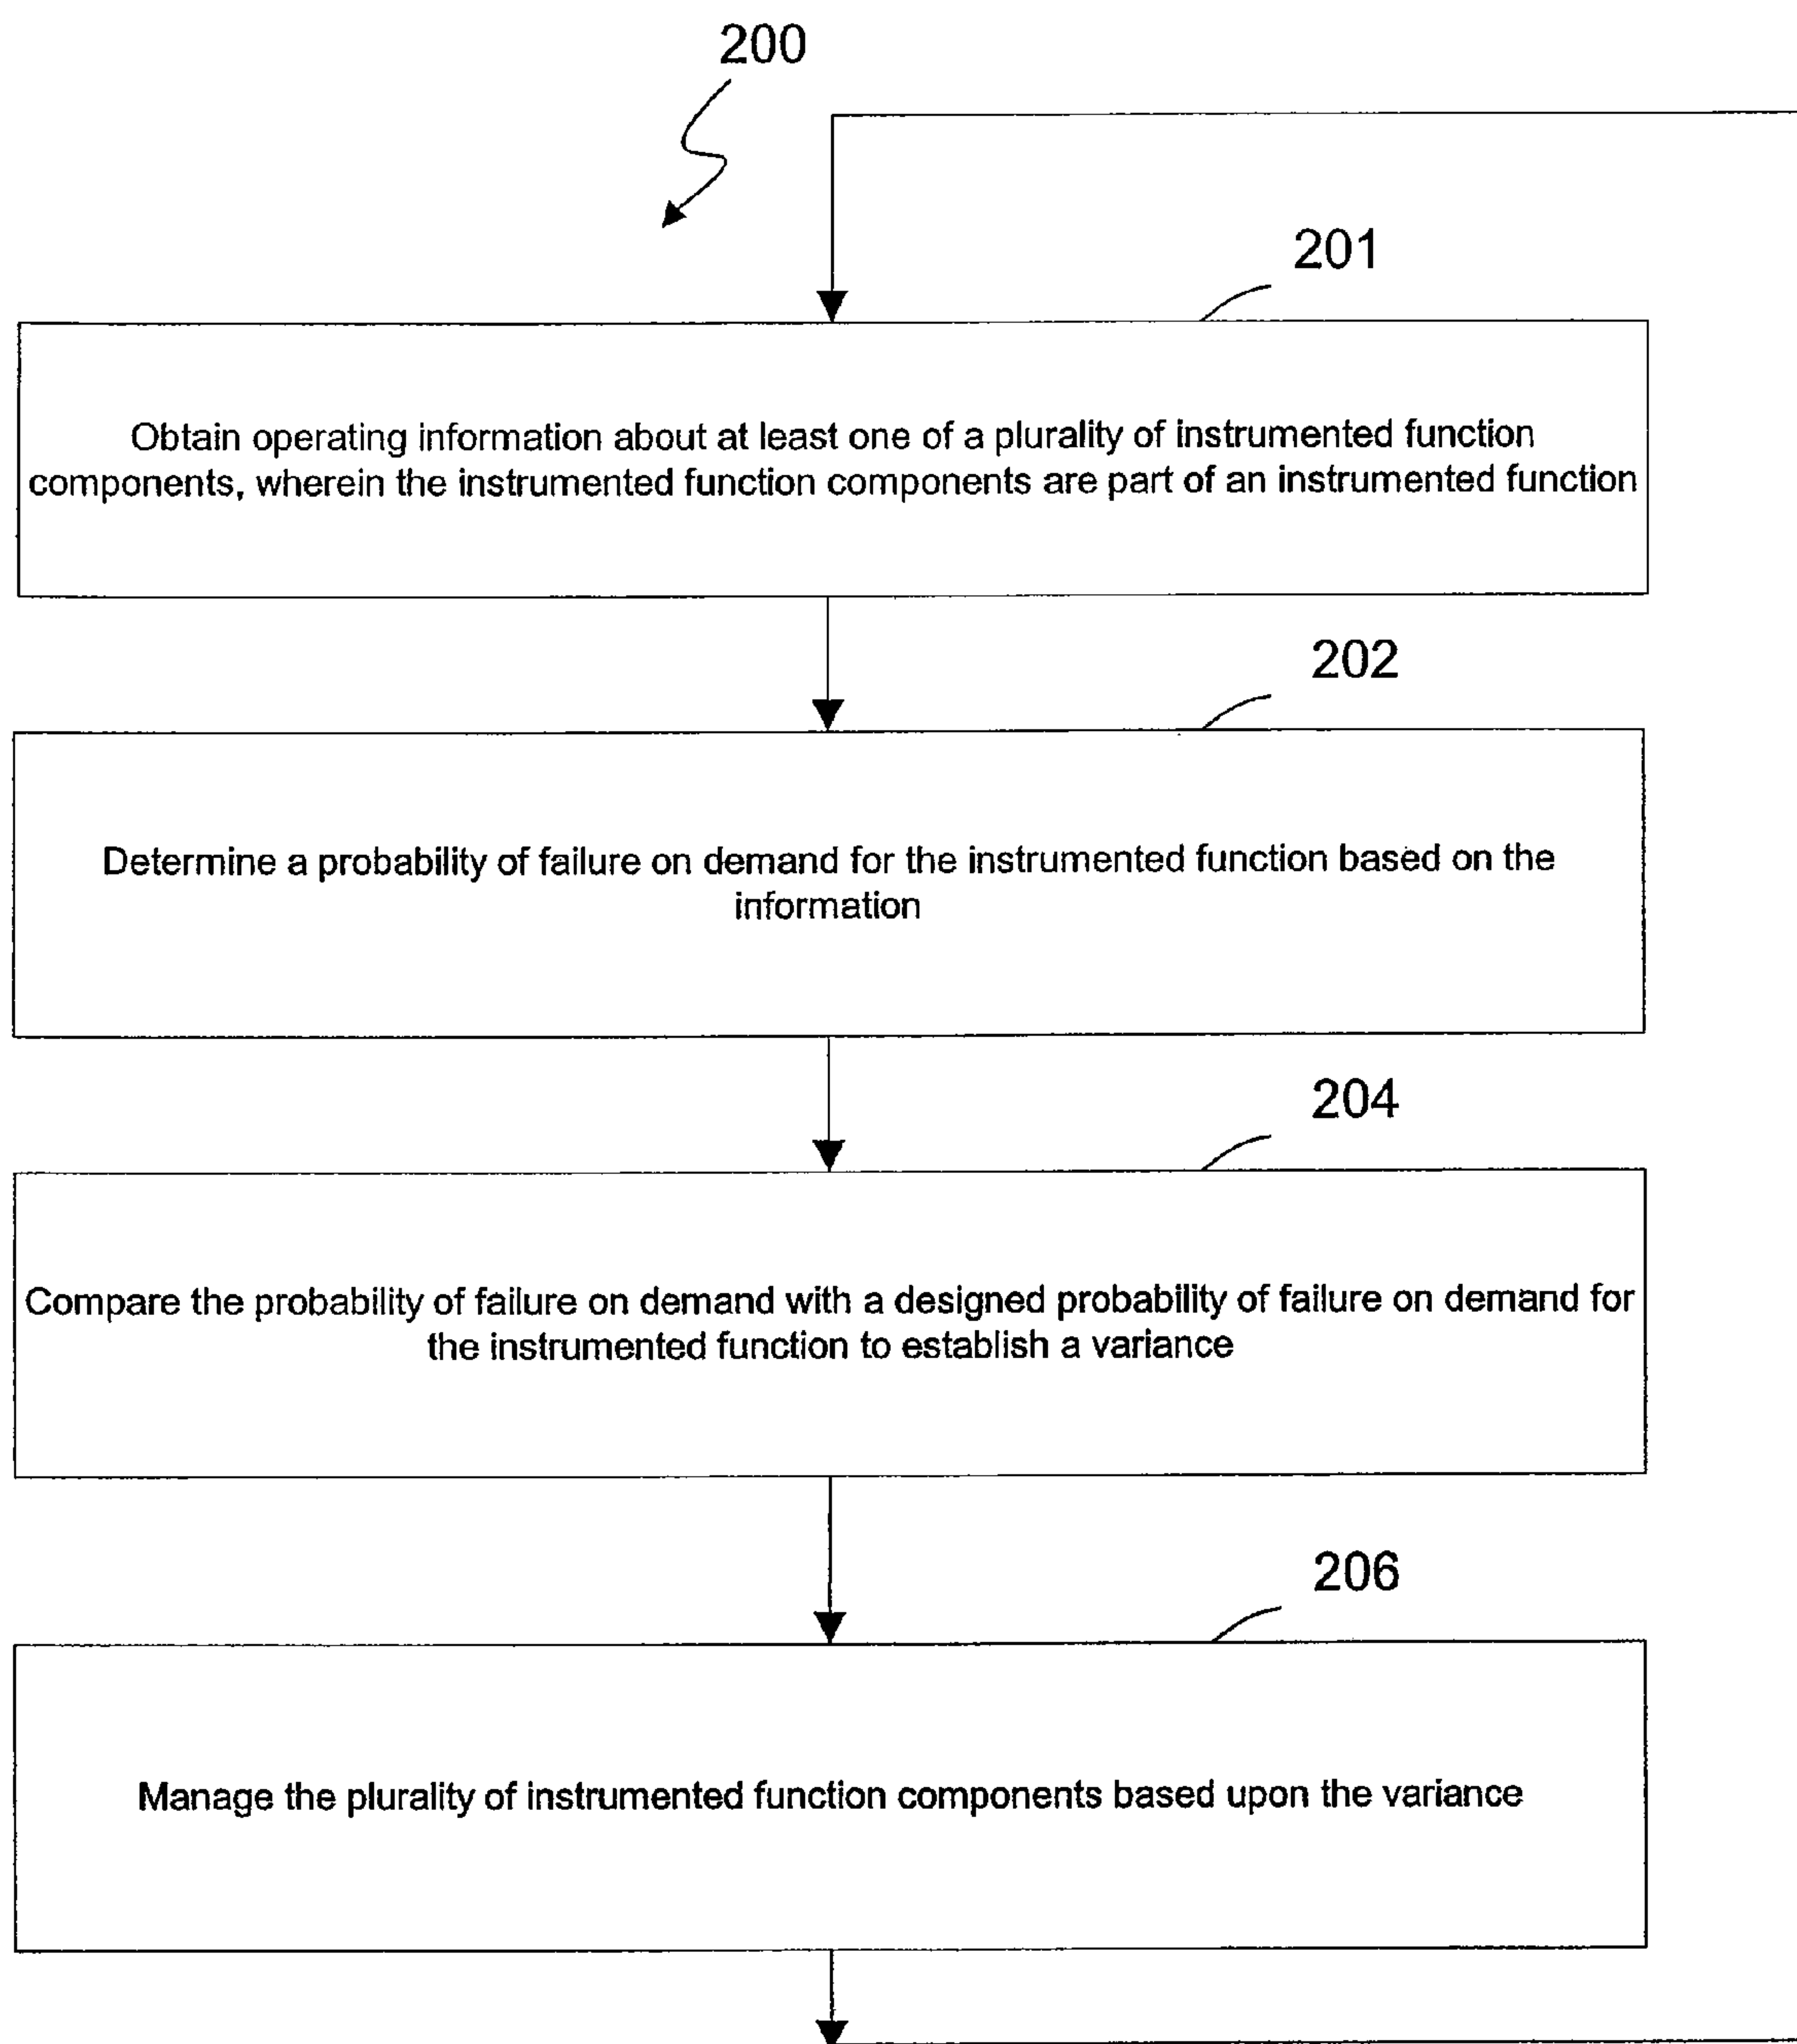 200
201
Obtain operating information about at least one of a plurality of instrumented function
components, wherein the instrumented function components are part of an instrumented function
202
Determine a probability of failure on demand for the instrumented function based on the
information
204
Compare the probability of failure on demand with a designed probability of failure on demand for
the instrumented function to establish a variance
206
Manage the plurality of instrumented function components based upon the variance